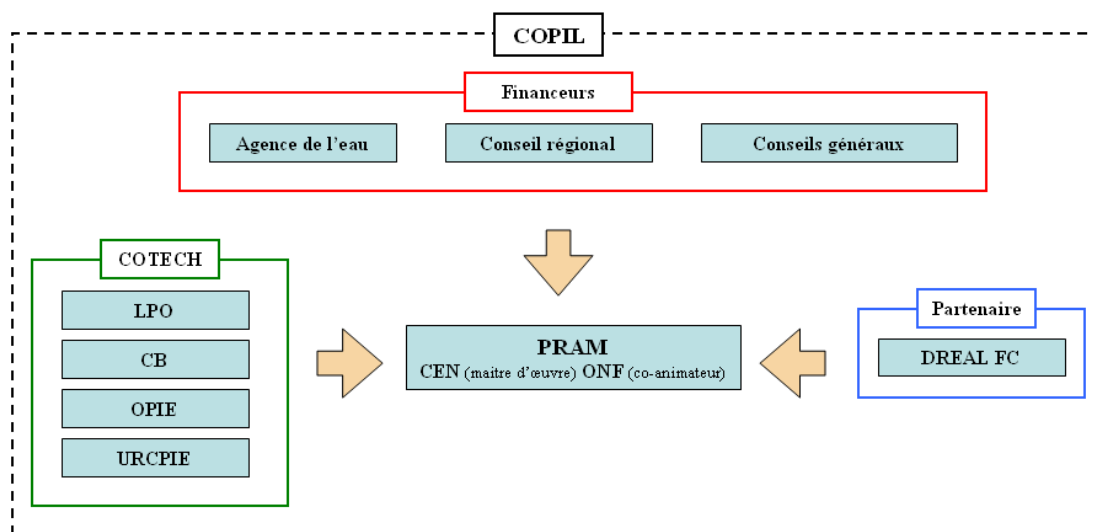 COPIL
Financeurs
Agence de l'eau
Conseil régional
Conseils généraux
COTECH
LPO
CB
OPIE
URCPIE
PRAM
CEN (maitre d'œuvre) ONF (co-animateur)
Partenaire
DREAL FC